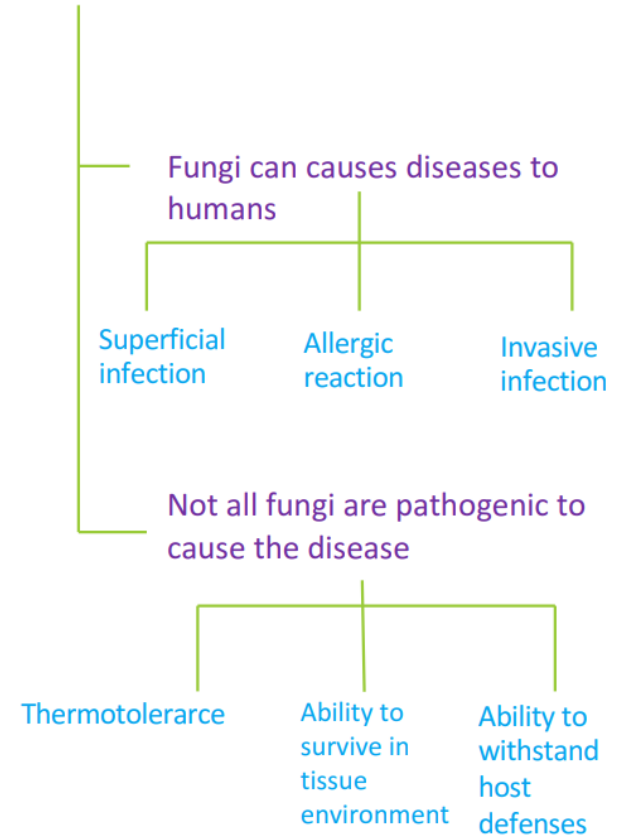 Fungi can causes diseases to
humans
Superficial
infection
Allergic
reaction
Invasive
infection
Not all fungi are pathogenic to
cause the disease
Thermotolerarce
Ability to
survive in
tissue
environment
Ability to
withstand
host
defenses